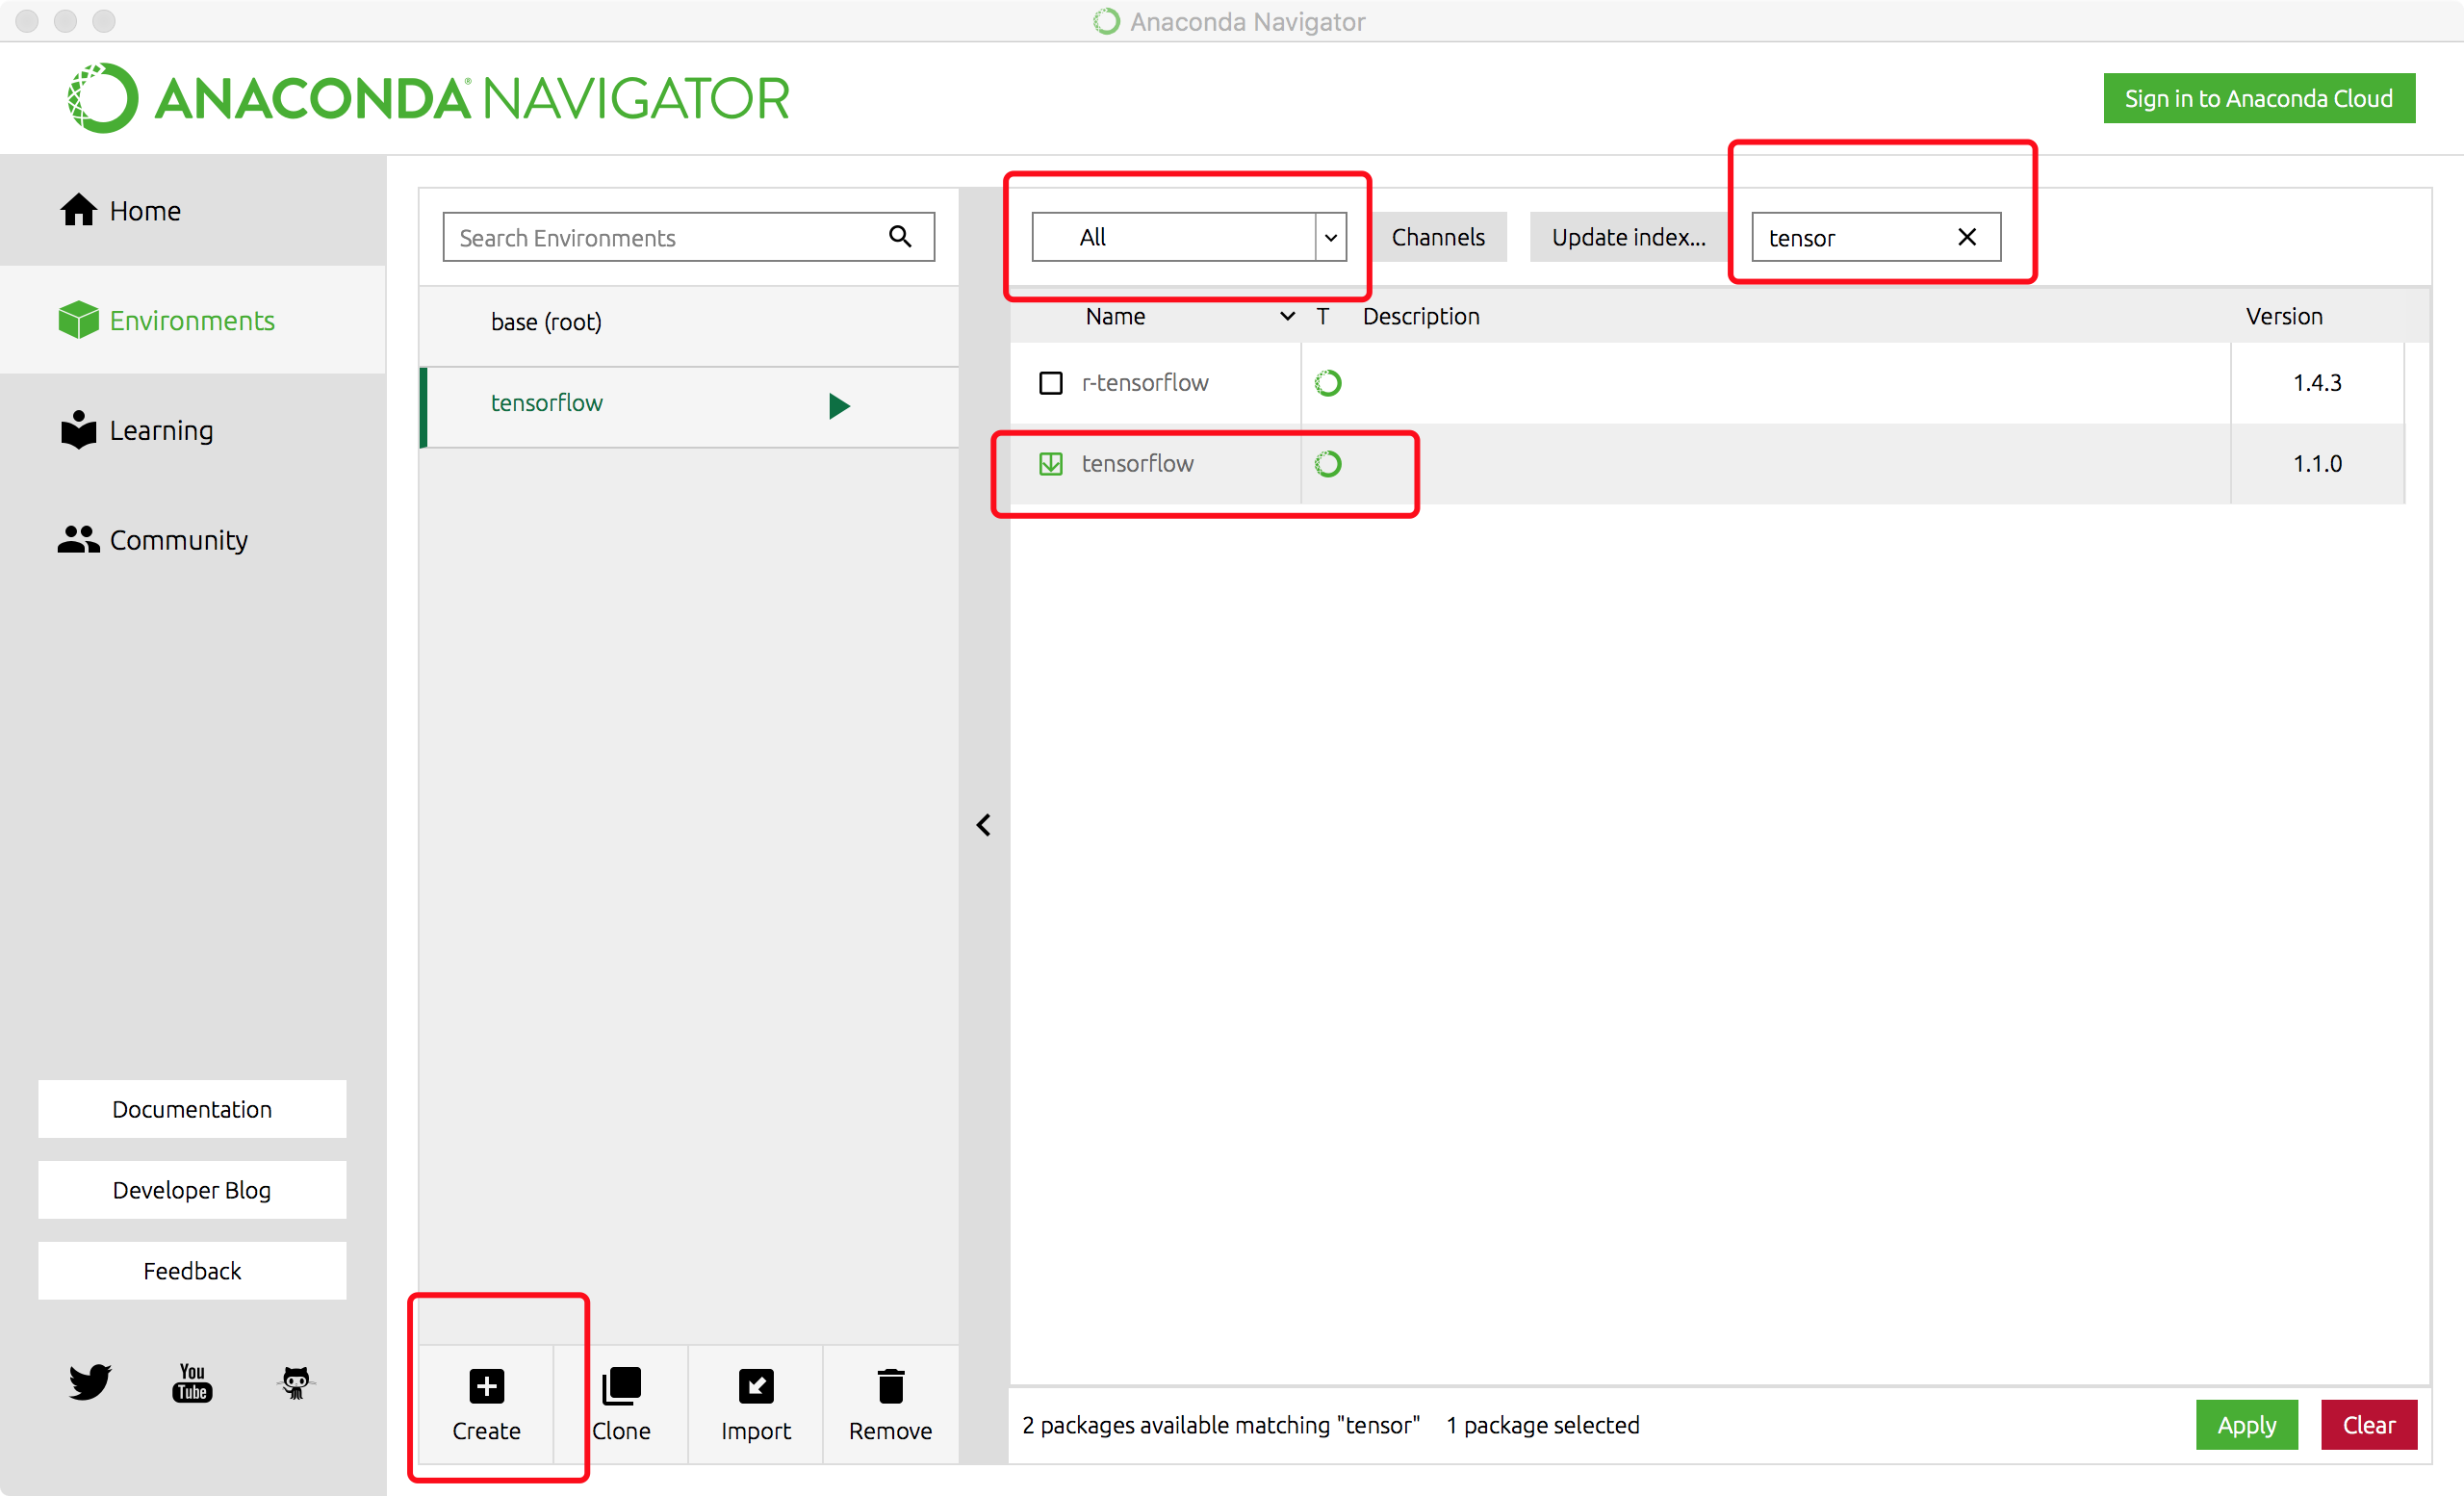 Anaconda Navigator
ANACONDA® NAVIGATOR
Sign in to Anaconda Cloud
Home
Environments
Learning
Community
Documentation
Developer Blog
Feedback
You
Tube
Search Environments
base (root)
tensorflow
Create
Clone
Import
Remove
All
Channels
Update index...
tensor
Name T Description Version
r-tensorflow 1.4.3
tensorflow 1.1.0
2 packages available matching "tensor" 1 package selected
Apply
Clear